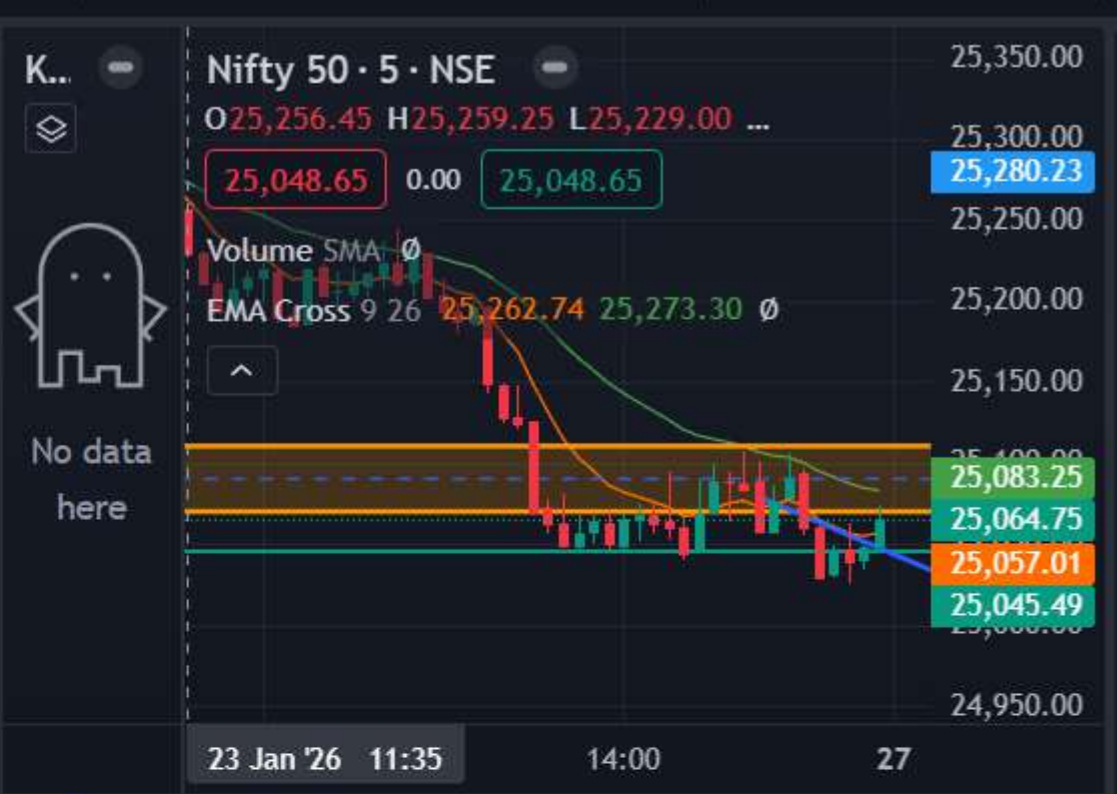 K...
Nifty 50 · 5 · NSE
O25,256.45 H25,259.25 L25,229.00 ...
25,048.65 0.00 25,048.65
Volume SMA Ø
EMA Cross 9 26 25,262.74 25,273.30 Ø
No data
here
25,350.00
25,300.00
25,280.23
25,250.00
25,200.00
25,150.00
25,083.25
25,064.75
25,057.01
25,045.49
24,950.00
23 Jan '26 11:35 14:00 27